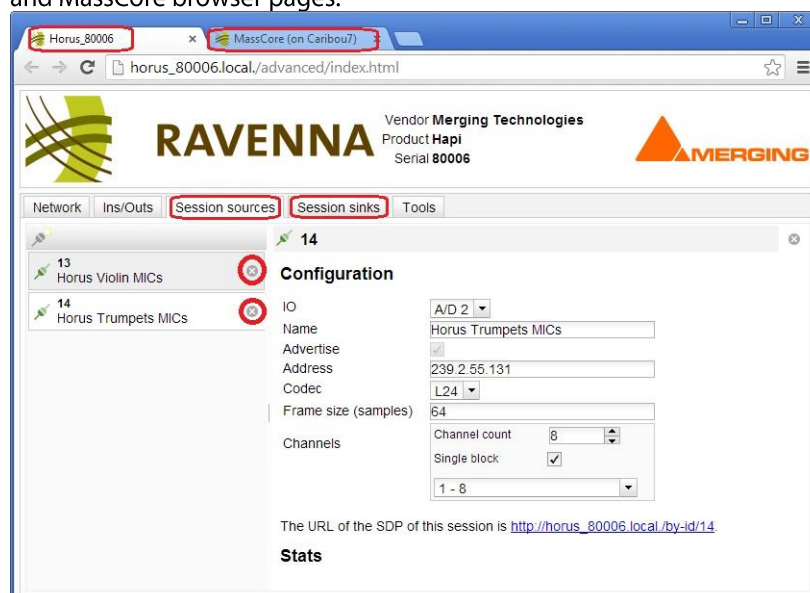 and MassCore browser pages.
Horus_80006 x MassCore (on Caribou7) x
horus_80006.local./advanced/index.html
RAVENNA
Vendor Merging Technologies
Product Hapi
Serial 80006
MERGING
Network Ins/Outs Session sources Session sinks Tools
14
13
Horus Violin MICs
14
Horus Trumpets MICs
Configuration
IO A/D 2
Name Horus Trumpets MICs
Advertise
Address 239.2.55.131
Codec L24
Frame size (samples) 64
Channels Channel count 8
Single block
1 - 8
The URL of the SDP of this session is http://horus_80006.local./by-id/14.
Stats